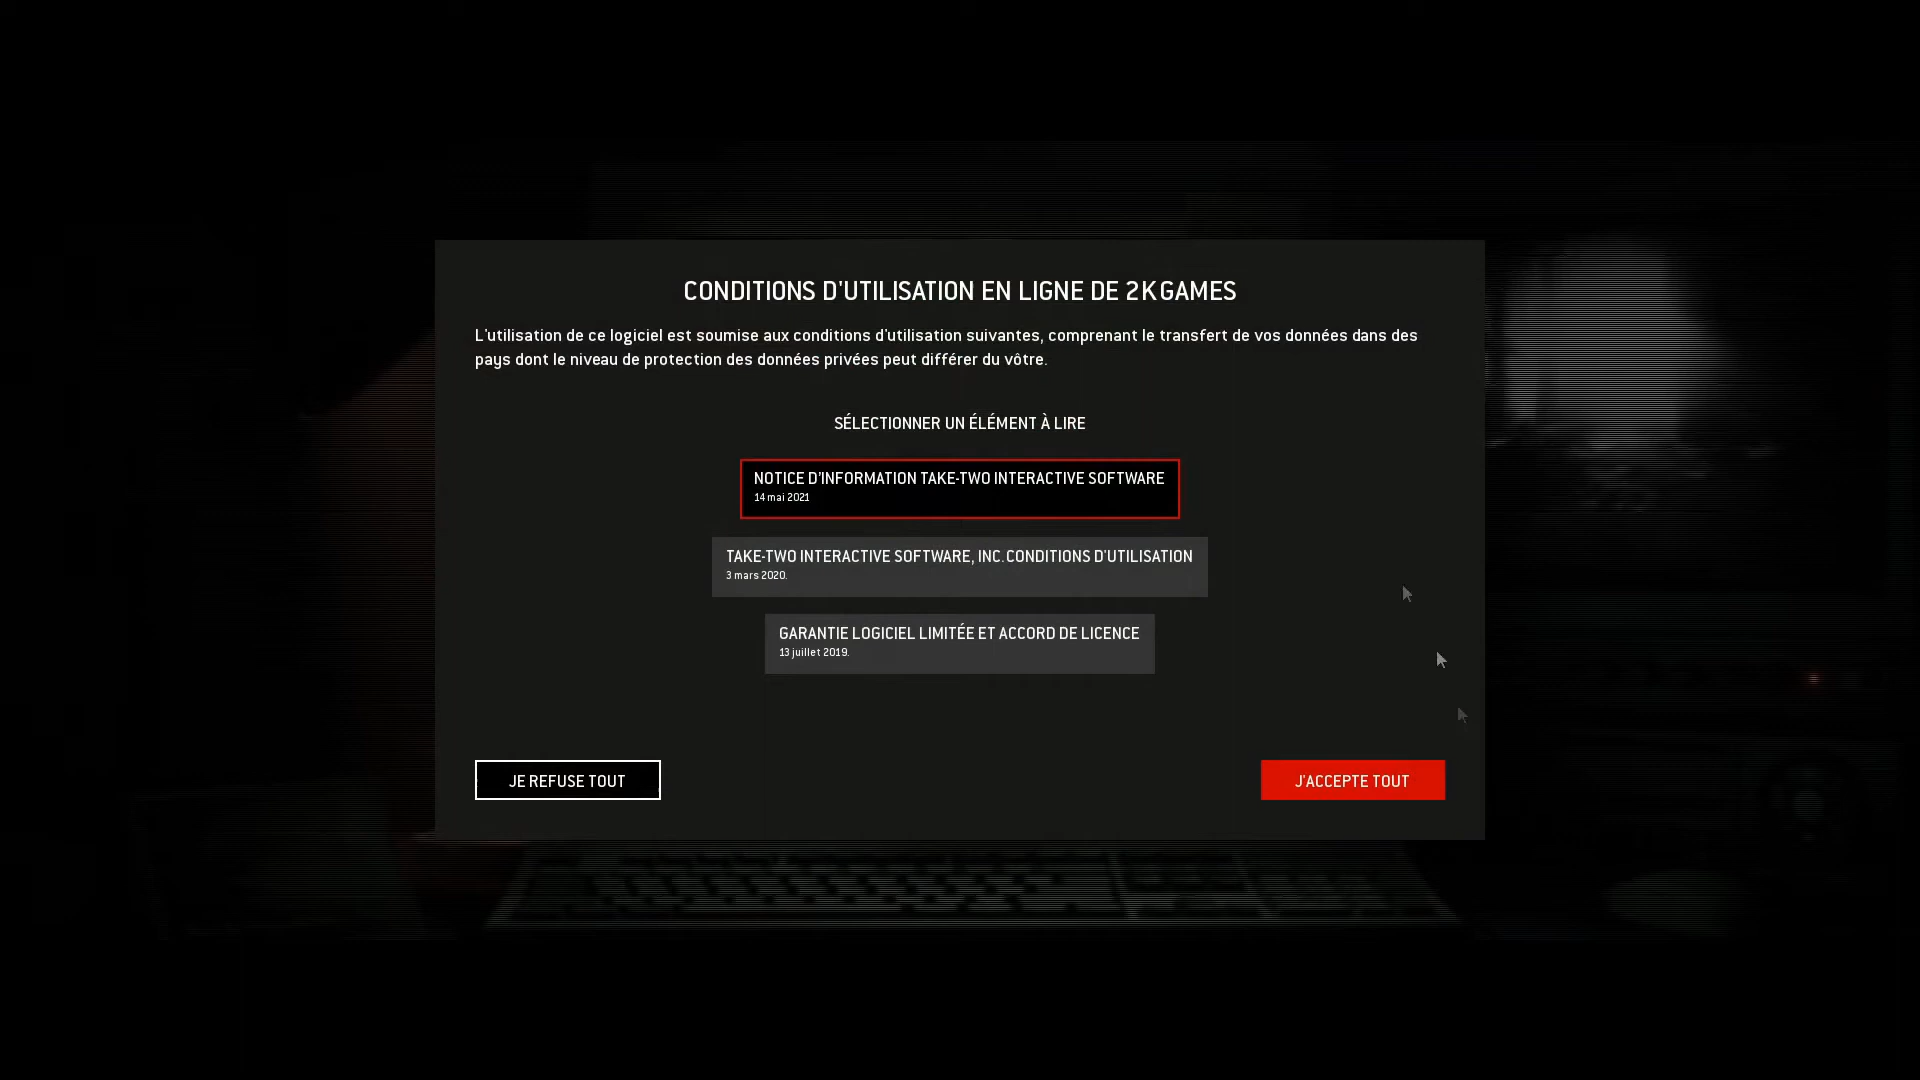 CONDITIONS D'UTILISATION EN LIGNE DE 2K GAMES
L'utilisation de ce logiciel est soumise aux conditions d'utilisation suivantes, comprenant le transfert de vos données dans des
pays dont le niveau de protection des données privées peut différer du vôtre.
SÉLECTIONNER UN ÉLÉMENT À LIRE
NOTICE D'INFORMATION TAKE-TWO INTERACTIVE SOFTWARE
14 mai 2021
TAKE-TWO INTERACTIVE SOFTWARE, INC. CONDITIONS D'UTILISATION
3 mars 2020.
GARANTIE LOGICIEL LIMITÉE ET ACCORD DE LICENCE
13 juillet 2019.
JE REFUSE TOUT
J'ACCEPTE TOUT